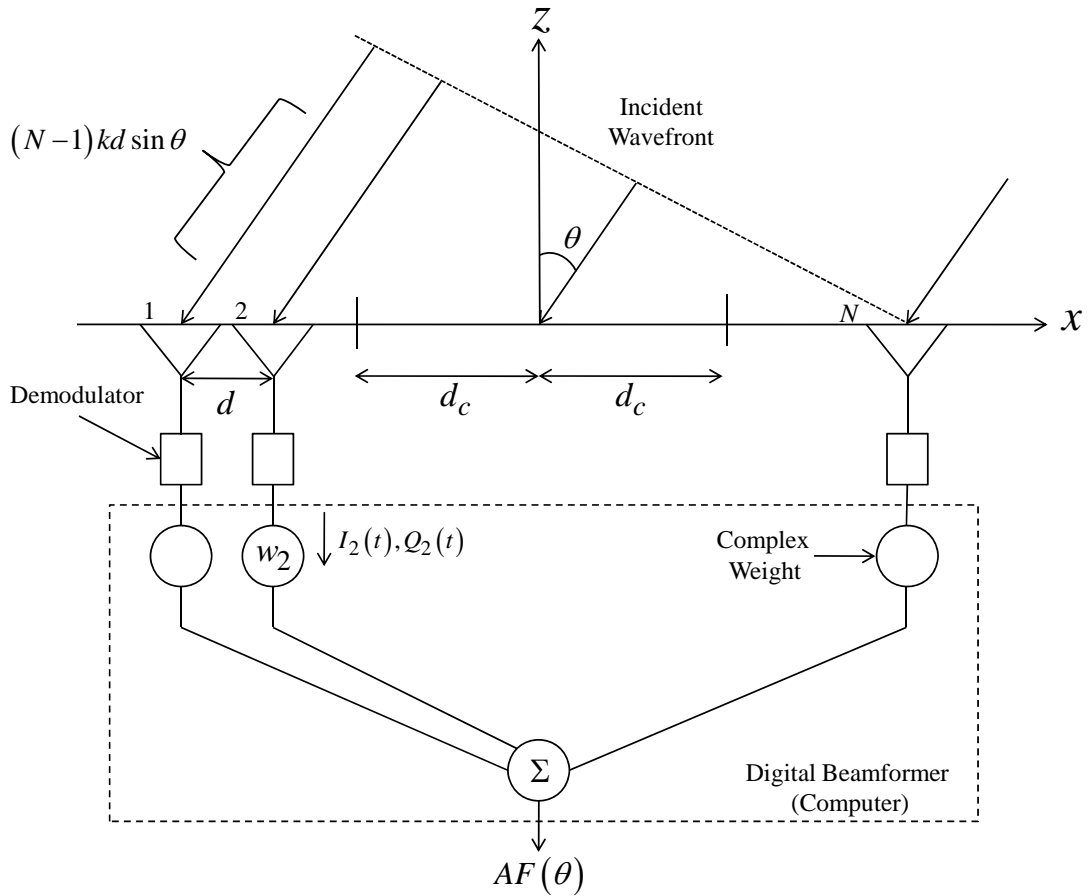 z
Incident
Wavefront
(N−1)kd sin θ
θ
1
2
N
x
Demodulator
d
d_c
d_c
w_2
I_2(t), Q_2(t)
Complex
Weight
Σ
Digital Beamformer
(Computer)
AF(θ)